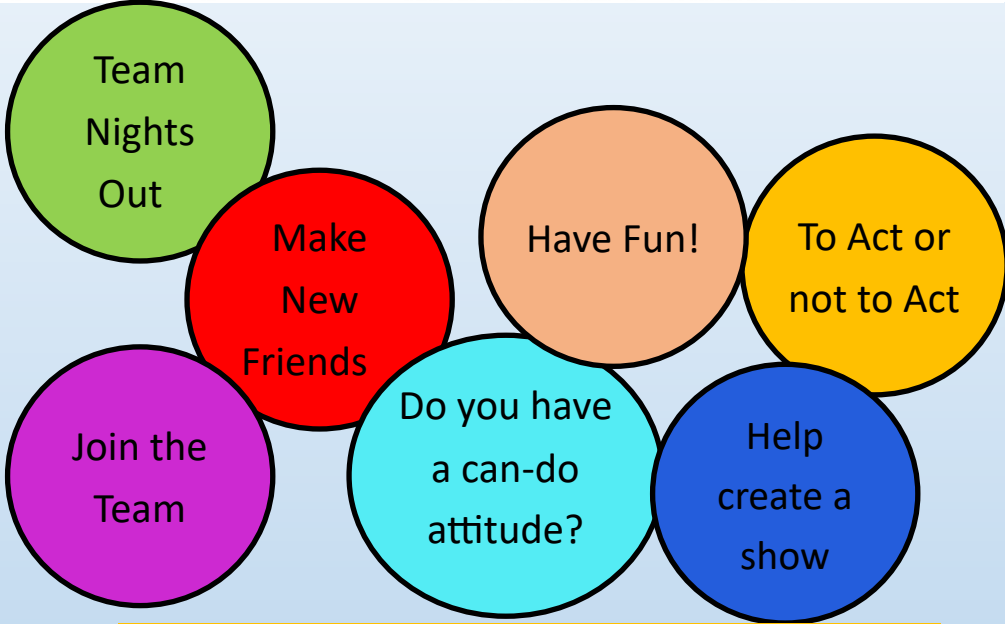 Team
Nights
Out
Make
New
Friends
Have Fun!
To Act or
not to Act
Join the
Team
Do you have
a can-do
attitude?
Help
create a
show